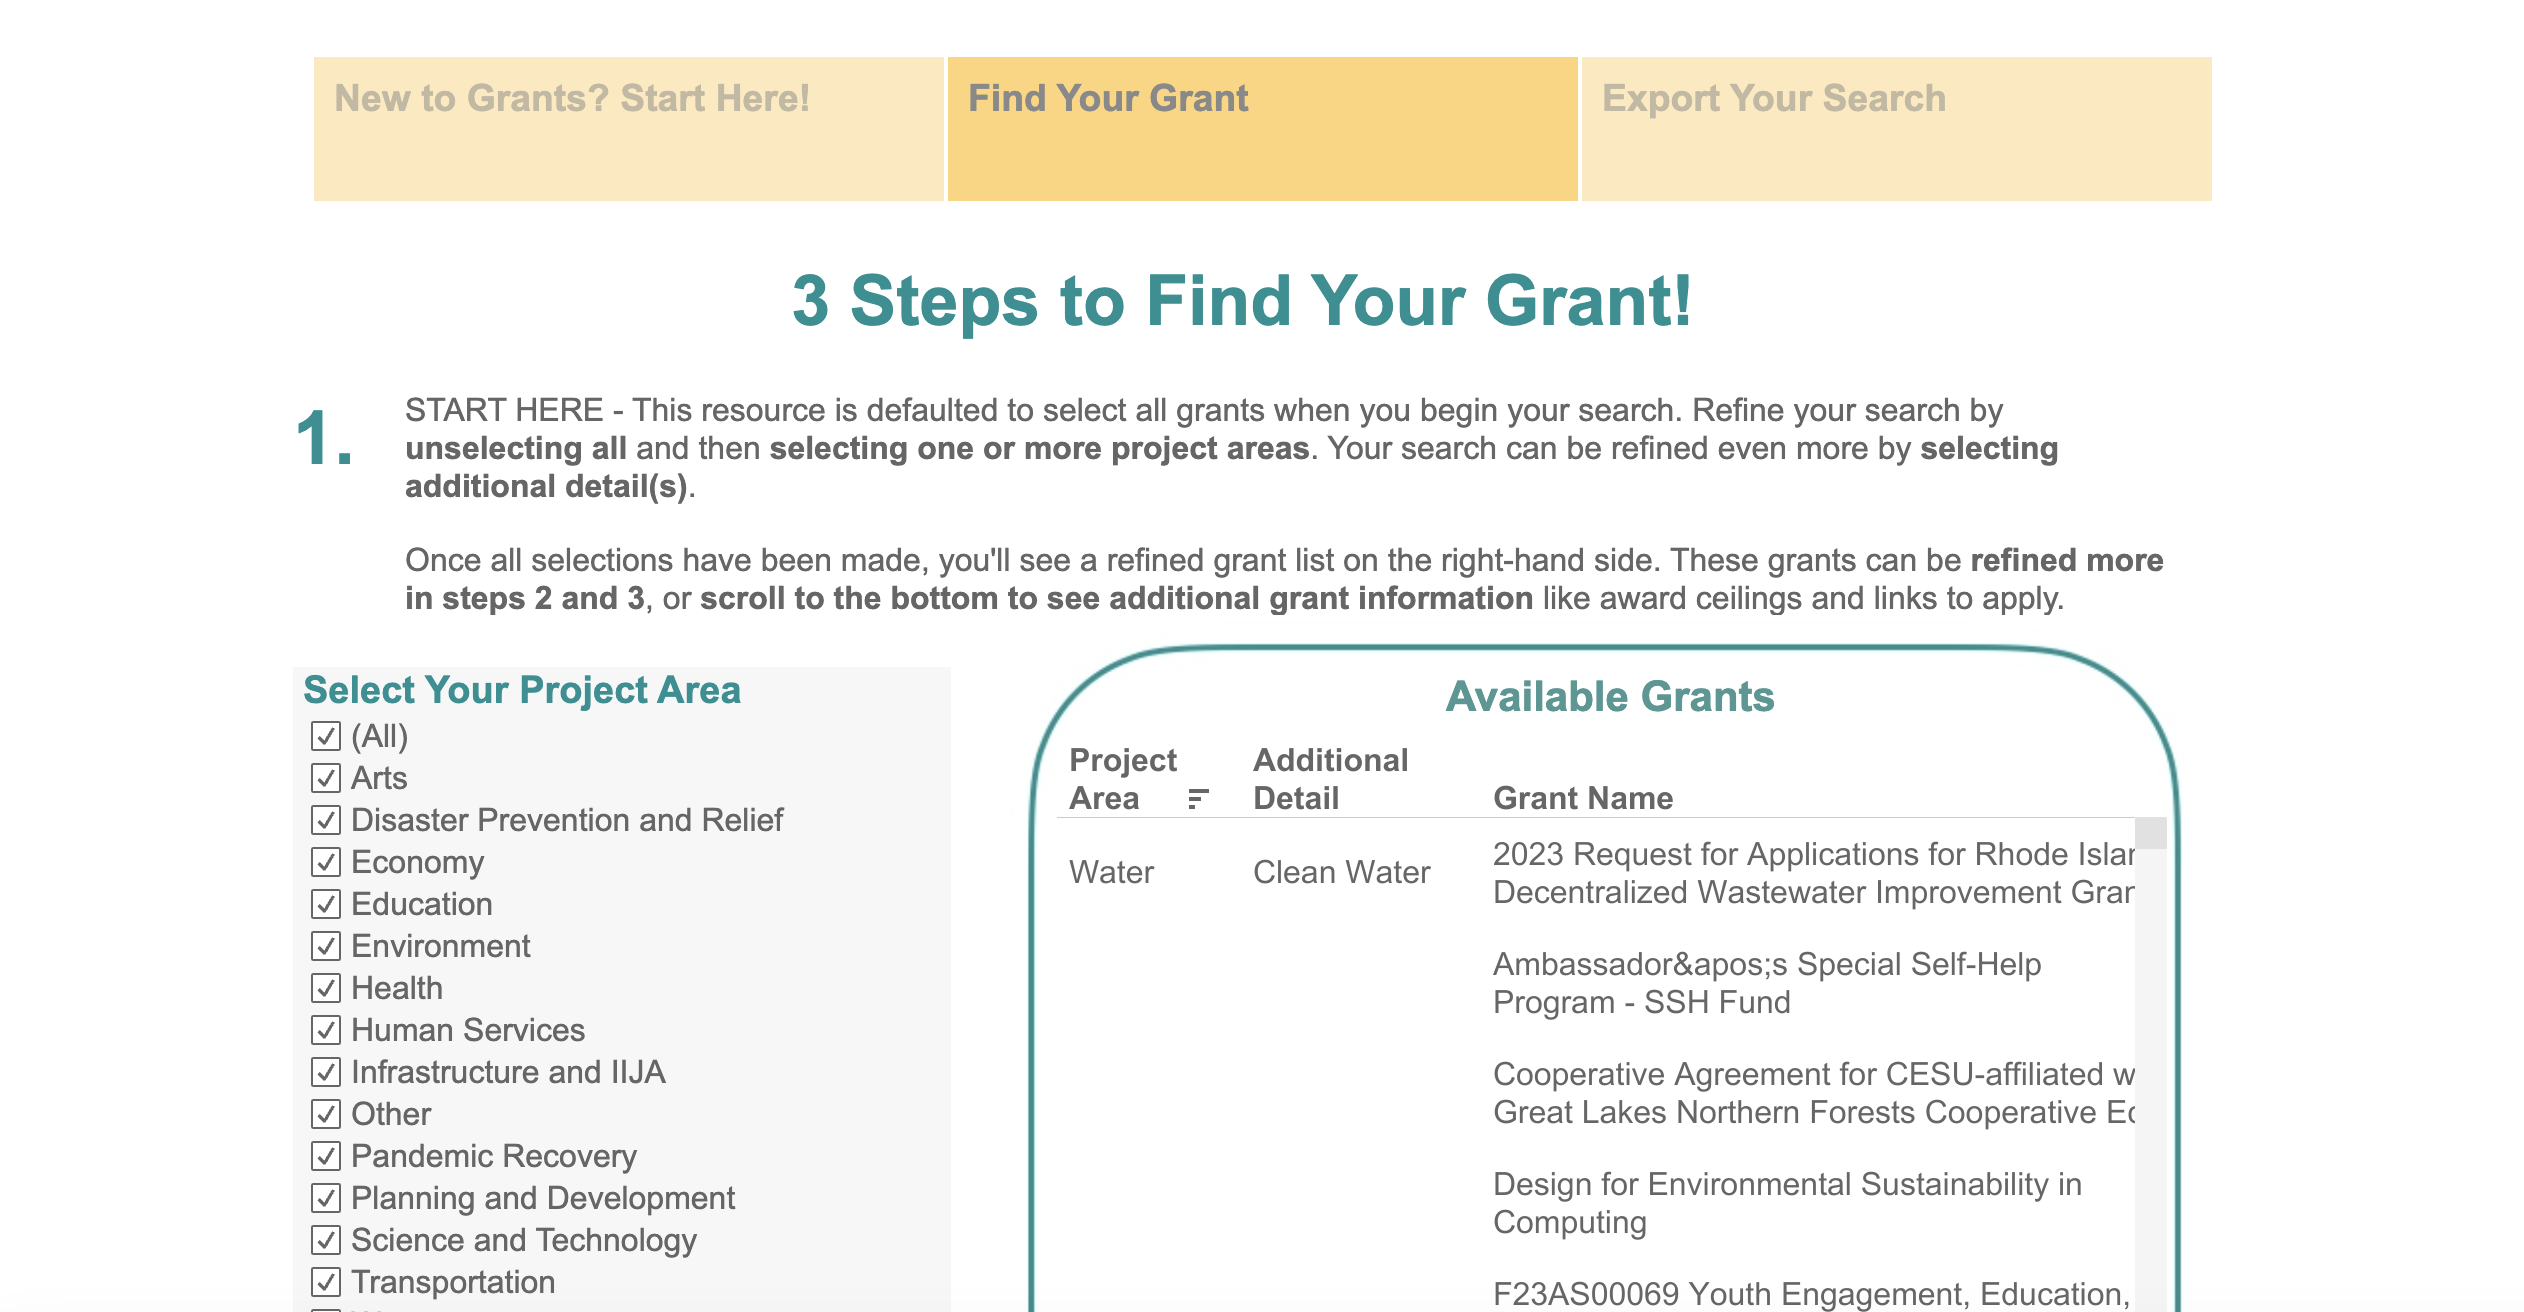 New to Grants? Start Here!
Find Your Grant
Export Your Search
3 Steps to Find Your Grant!
1.
START HERE - This resource is defaulted to select all grants when you begin your search. Refine your search by
unselecting all and then selecting one or more project areas. Your search can be refined even more by selecting
additional detail(s).
Once all selections have been made, you'll see a refined grant list on the right-hand side. These grants can be refined more
in steps 2 and 3, or scroll to the bottom to see additional grant information like award ceilings and links to apply.
Select Your Project Area
(All)
Arts
Disaster Prevention and Relief
Economy
Education
Environment
Health
Human Services
Infrastructure and IIJA
Other
Pandemic Recovery
Planning and Development
Science and Technology
Transportation
Available Grants
Project
Area
Additional
Detail
Grant Name
Water
Clean Water
2023 Request for Applications for Rhode
Decentralized Wastewater Improvement
Ambassador&apos;s Special Self-Help
Program - SSH Fund
Cooperative Agreement for CESU-affiliated
Great Lakes Northern Forests Cooperative
Design for Environmental Sustainability in
Computing
F23AS00069 Youth Engagement, Education,